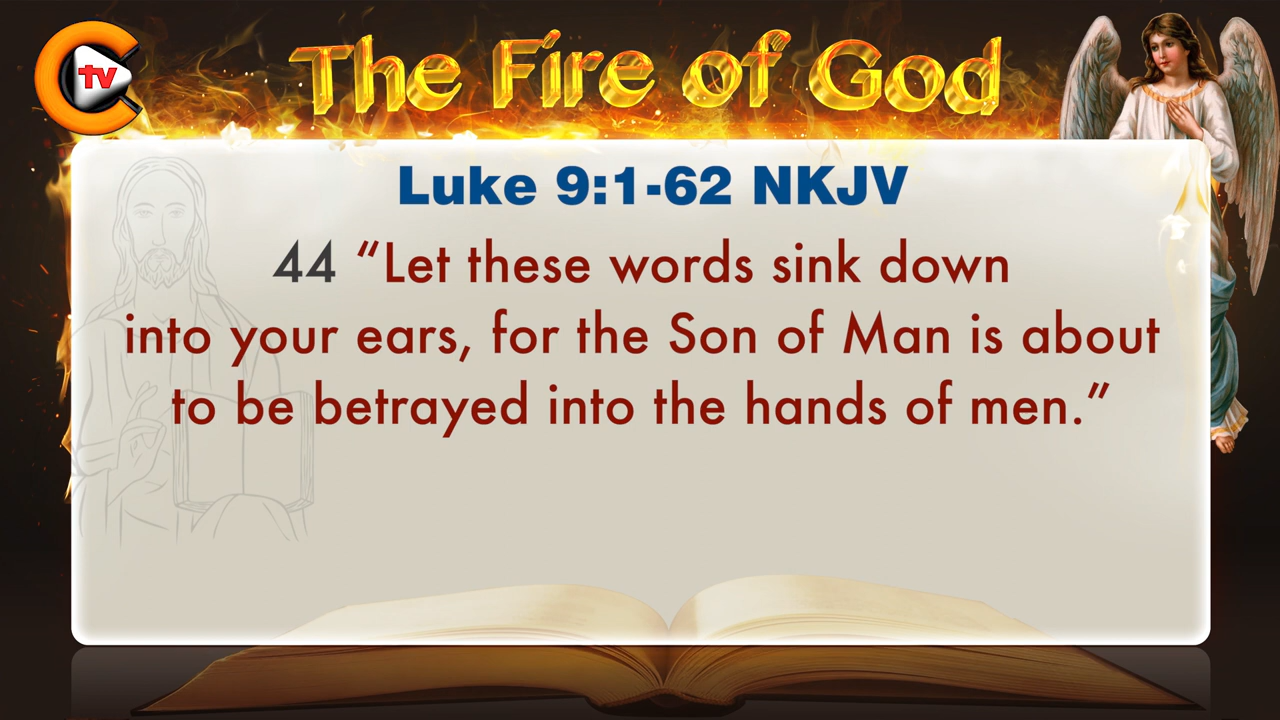 tv
The Fire of God
Luke 9:1-62 NKJV
44 “Let these words sink down
into your ears, for the Son of Man is about
to be betrayed into the hands of men.”